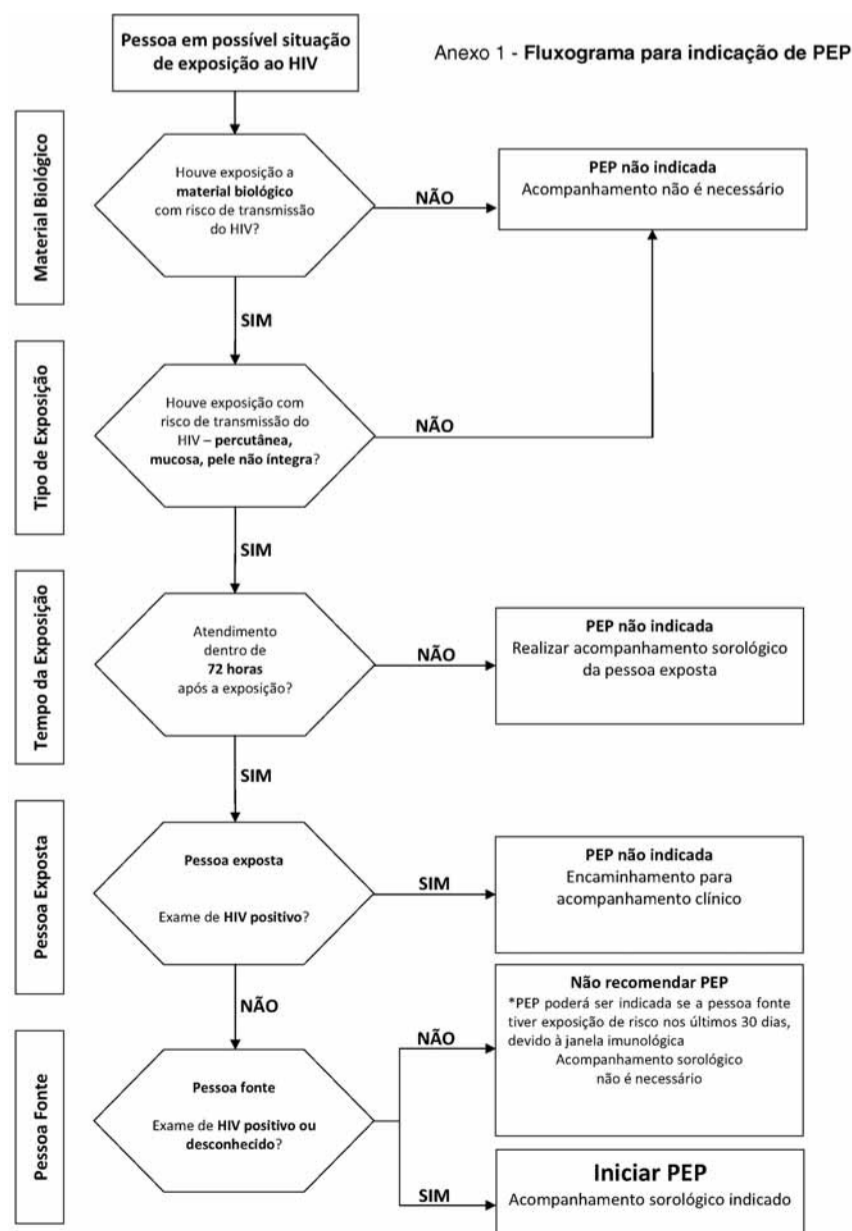 Anexo 1 - Fluxograma para indicação de PEP
Pessoa em possível situação
de exposição ao HIV
Material Biológico
Houve exposição a
material biológico
com risco de transmissão
do HIV?
NÃO
PEP não indicada
Acompanhamento não é necessário
SIM
Tipo de Exposição
Houve exposição com
risco de transmissão do
HIV – percutânea,
mucosa, pele não íntegra?
NÃO
SIM
Tempo da Exposição
Atendimento
dentro de
72 horas
após a exposição?
NÃO
PEP não indicada
Realizar acompanhamento sorológico
da pessoa exposta
SIM
Pessoa Exposta
Pessoa exposta
Exame de HIV positivo?
SIM
PEP não indicada
Encaminhamento para
acompanhamento clínico
NÃO
Pessoa Fonte
Pessoa fonte
Exame de HIV positivo ou
desconhecido?
NÃO
Não recomendar PEP
*PEP poderá ser indicada se a pessoa fonte
tiver exposição de risco nos últimos 30 dias,
devido à janela imunológica
Acompanhamento sorológico
não é necessário
SIM
Iniciar PEP
Acompanhamento sorológico indicado